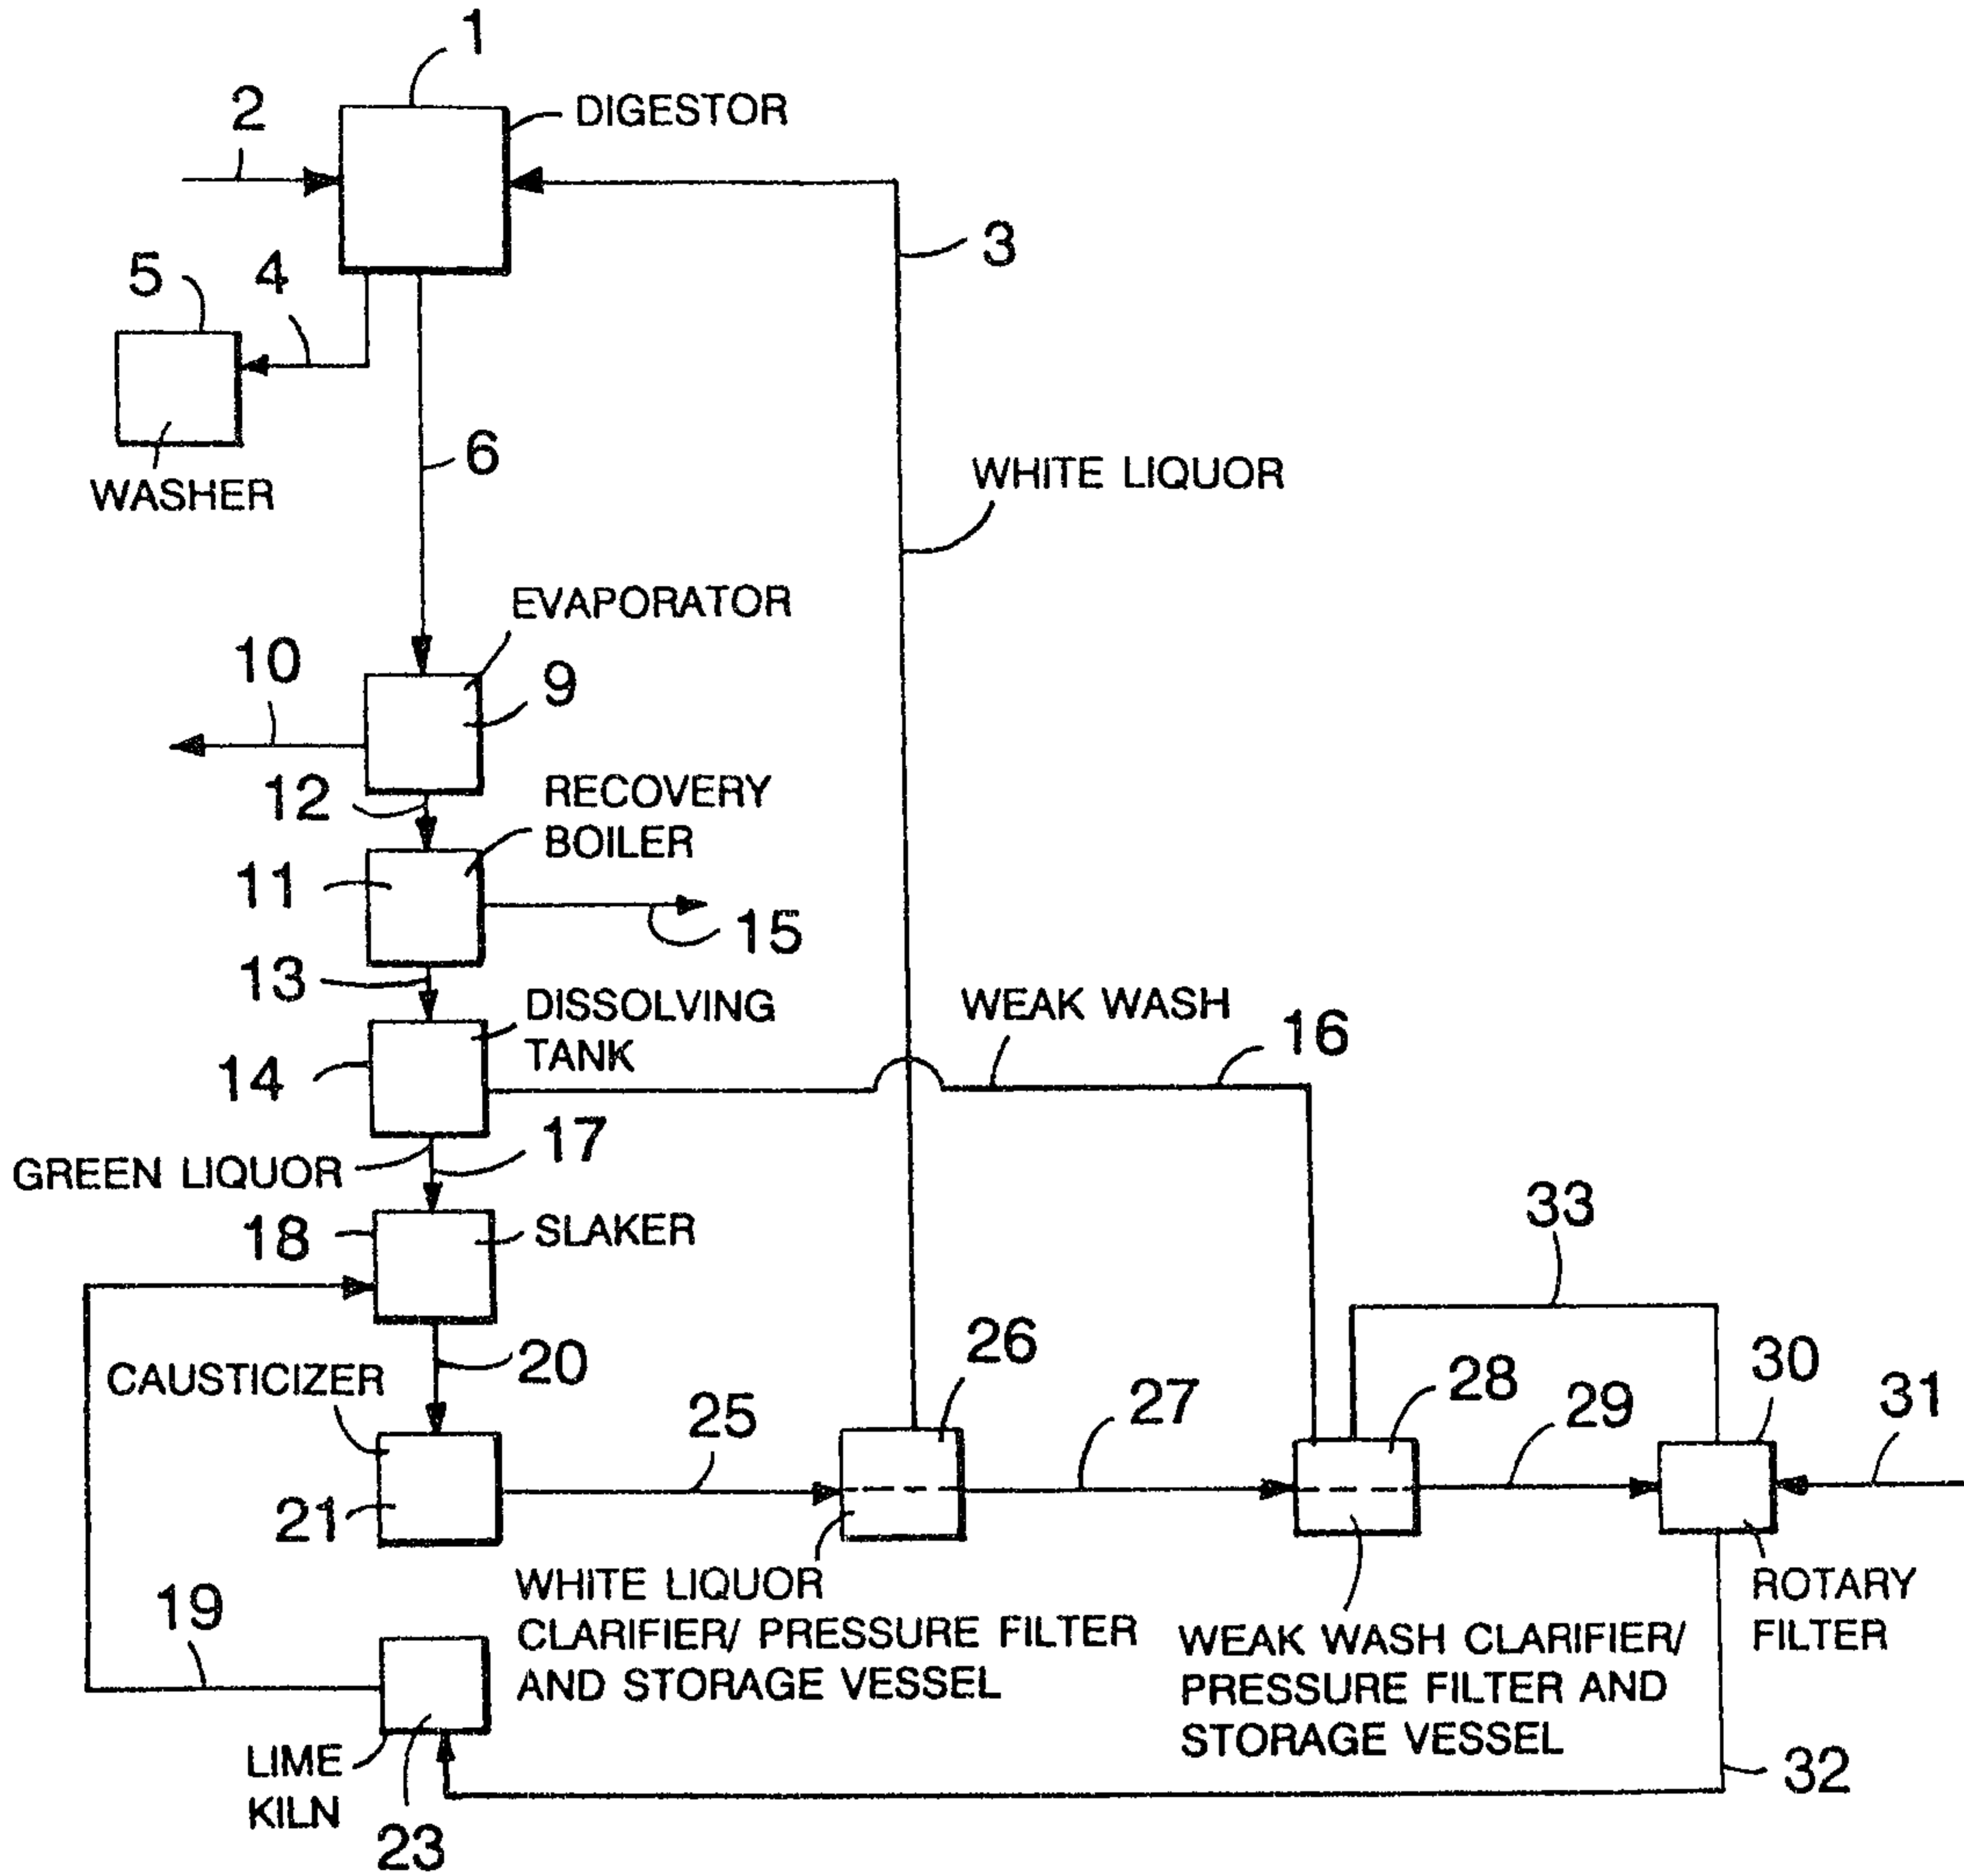 1
2
DIGESTOR
3
5
4
6
WASHER
WHITE LIQUOR
EVAPORATOR
10
9
12
RECOVERY
BOILER
11
15
13
DISSOLVING
TANK
WEAK WASH
16
14
17
GREEN LIQUOR
33
18
SLAKER
26
20
30
CAUSTICIZER
28
31
25
27
29
21
WHITE LIQUOR
CLARIFIER/ PRESSURE FILTER
AND STORAGE VESSEL
ROTARY
FILTER
19
WEAK WASH CLARIFIER/
PRESSURE FILTER AND
STORAGE VESSEL
LIME
KILN
32
23